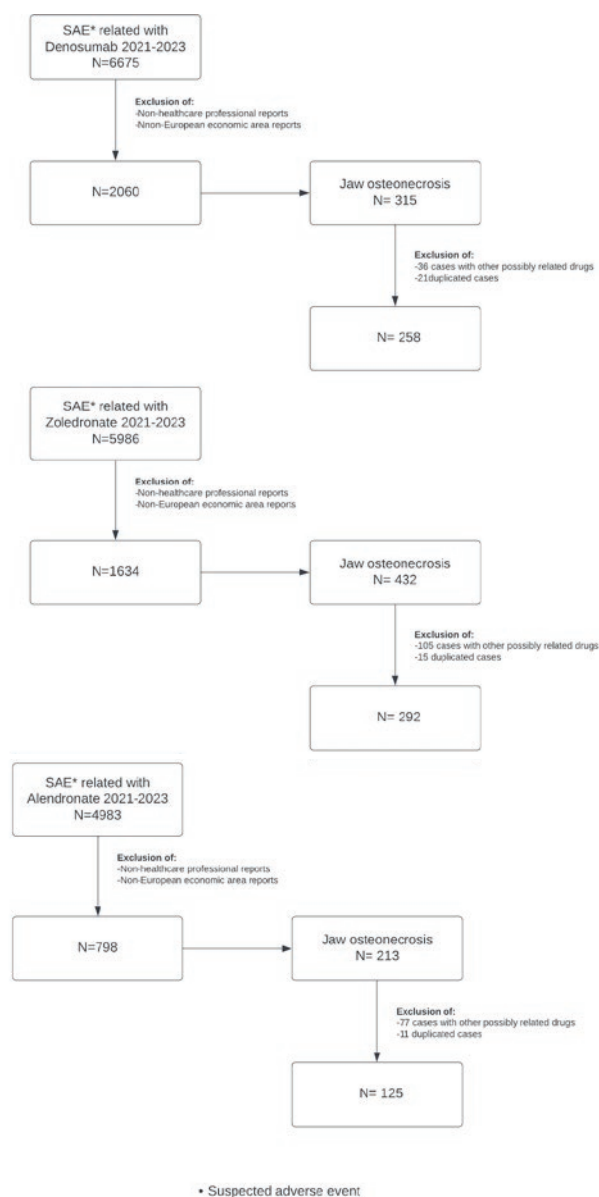 SAE* related with
Denosumab 2021-2023
N=6675
Exclusion of:
-Non-healthcare professional reports
-Nnon-European economic area reports
N=2060
Jaw osteonecrosis
N= 315
Exclusion of:
-36 cases with other possibly related drugs
-21duplicated cases
N= 258
SAE* related with
Zoledronate 2021-2023
N=5986
Exclusion of:
-Non-healthcare professional reports
-Non-European economic area reports
N=1634
Jaw osteonecrosis
N= 432
Exclusion of:
-105 cases with other possibly related drugs
-15 duplicated cases
N= 292
SAE* related with
Alendronate 2021-2023
N=4983
Exclusion of:
-Non-healthcare professional reports
-Non-European economic area reports
N=798
Jaw osteonecrosis
N= 213
Exclusion of:
-77 cases with other possibly related drugs
-11 duplicated cases
N= 125
• Suspected adverse event